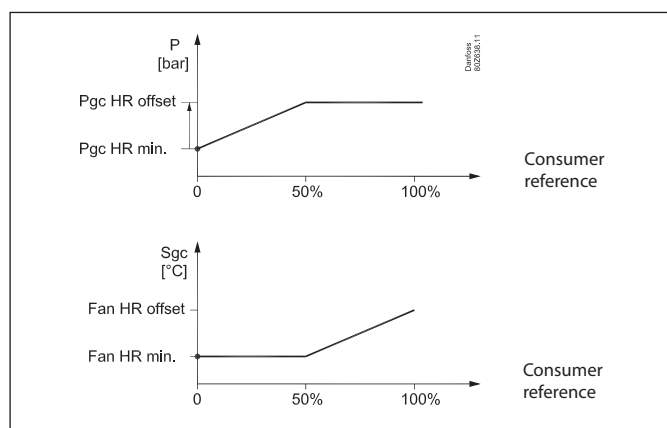 P
[bar]
Danfoss
80Z636.11
Pgc HR offset
Pgc HR min.
Consumer
reference
0 50% 100%
Sgc
[°C]
Fan HR offset
Fan HR min.
Consumer
reference
0 50% 100%